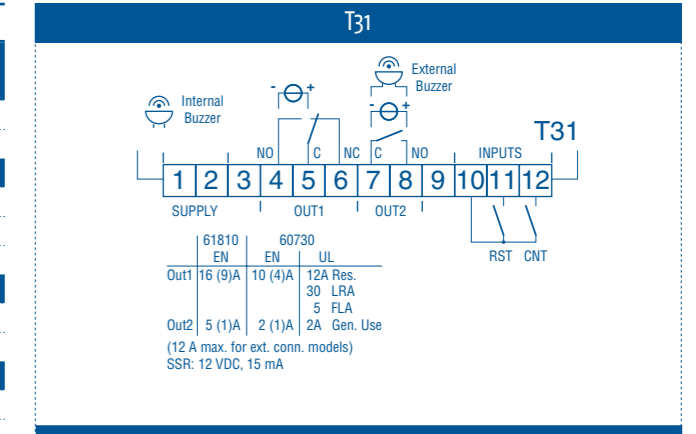 T31
External
Buzzer
Internal
Buzzer
- +
- +
T31
NO C NC C NO INPUTS
1 2 3 4 5 6 7 8 9 10 11 12
SUPPLY OUT1 OUT2
RST CNT
61810 60730
EN EN UL
Out1 16 (9)A 10 (4)A 12A Res.
30 LRA
5 FLA
Out2 5 (1)A 2 (1)A 2A Gen. Use
(12 A max. for ext. conn. models)
SSR: 12 VDC, 15 mA